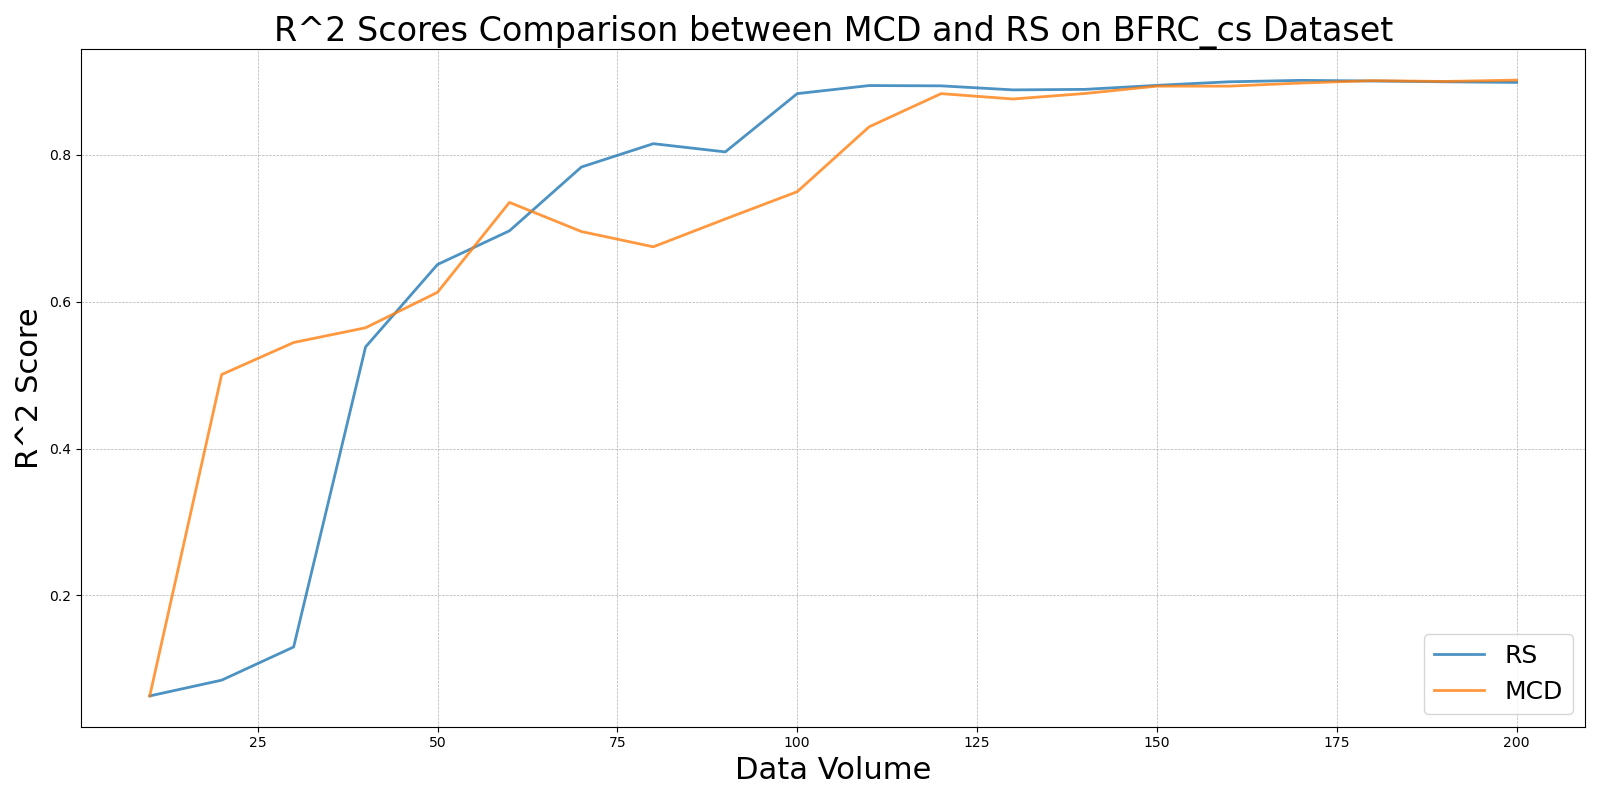 R^2 Scores Comparison between MCD and RS on BFRC_cs Dataset
R^2 Score
0.8
0.6
0.4
0.2
25 50 75 100 125 150 175 200
Data Volume
RS
MCD